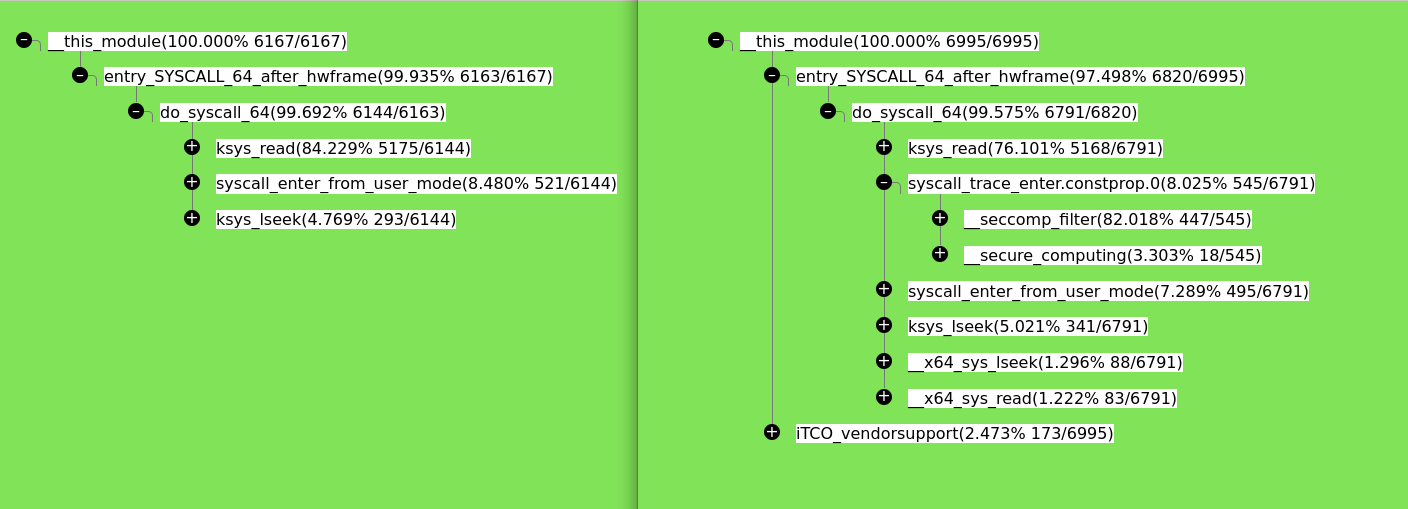 __this_module(100.000% 6167/6167)
entry_SYSCALL_64_after_hwframe(99.935% 6163/6167)
do_syscall_64(99.692% 6144/6163)
ksys_read(84.229% 5175/6144)
syscall_enter_from_user_mode(8.480% 521/6144)
ksys_lseek(4.769% 293/6144)
__this_module(100.000% 6995/6995)
entry_SYSCALL_64_after_hwframe(97.498% 6820/6995)
do_syscall_64(99.575% 6791/6820)
ksys_read(76.101% 5168/6791)
syscall_trace_enter.constprop.0(8.025% 545/6791)
__seccomp_filter(82.018% 447/545)
__secure_computing(3.303% 18/545)
syscall_enter_from_user_mode(7.289% 495/6791)
ksys_lseek(5.021% 341/6791)
__x64_sys_lseek(1.296% 88/6791)
__x64_sys_read(1.222% 83/6791)
iTCO_vendorsupport(2.473% 173/6995)